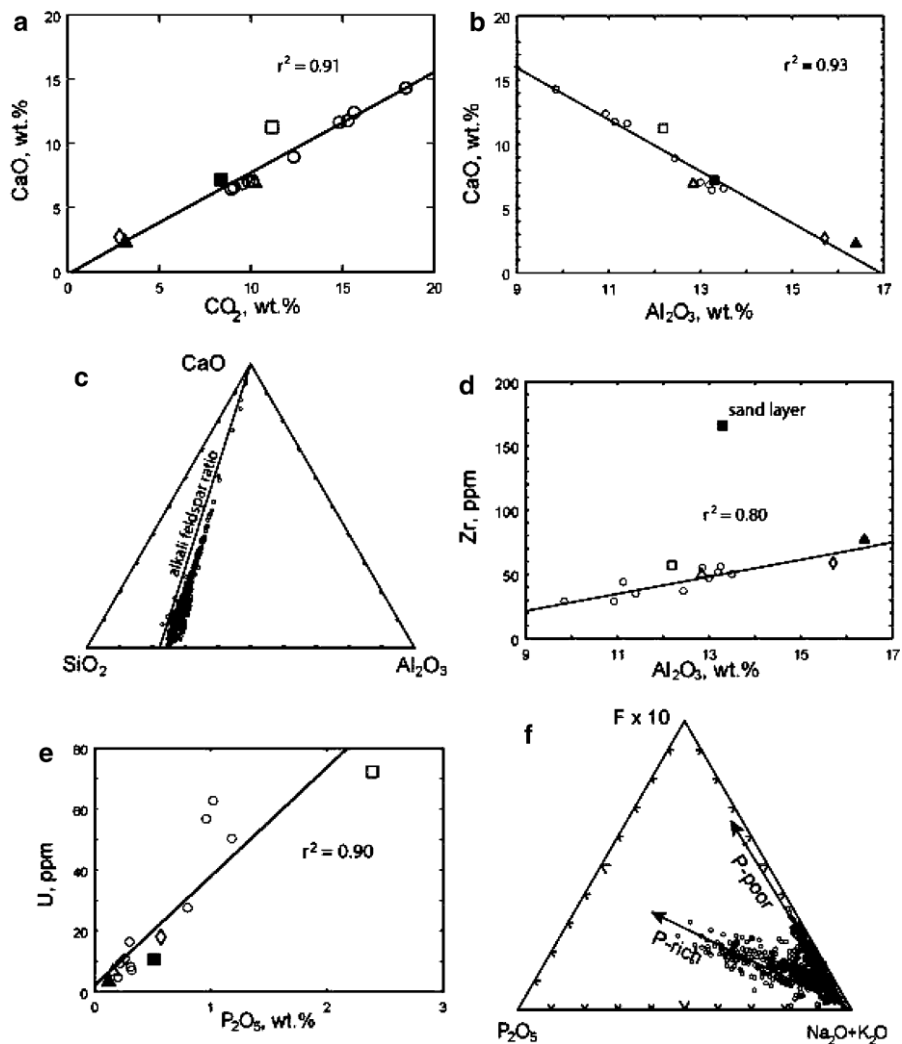 a
20
15
10
5
0
CaO, wt.%
r² = 0.91
0 5 10 15 20
CO₂, wt.%
b
20
15
10
5
0
CaO, wt.%
r² = 0.93
9 11 13 15 17
Al₂O₃, wt.%
c
CaO
alkali feldspar ratio
SiO₂ Al₂O₃
d
200
150
100
50
0
Zr, ppm
sand layer
r² = 0.80
9 11 13 15 17
Al₂O₃, wt.%
e
80
60
40
20
0
U, ppm
r² = 0.90
0 1 2 3
P₂O₅, wt.%
f
F x 10
P-poor
P-rich
P₂O₅ Na₂O+K₂O